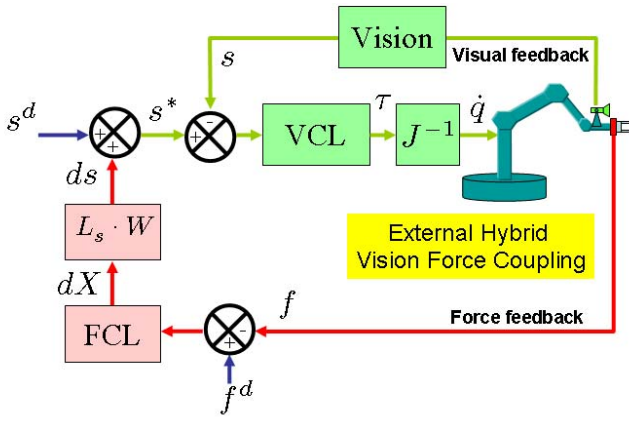 Vision
Visual feedback
s
s^d
s*
+
+
-
+
VCL
τ
J⁻¹
q̇
ds
L_s · W
External Hybrid
Vision Force Coupling
dX
f
Force feedback
FCL
-
+
f^d